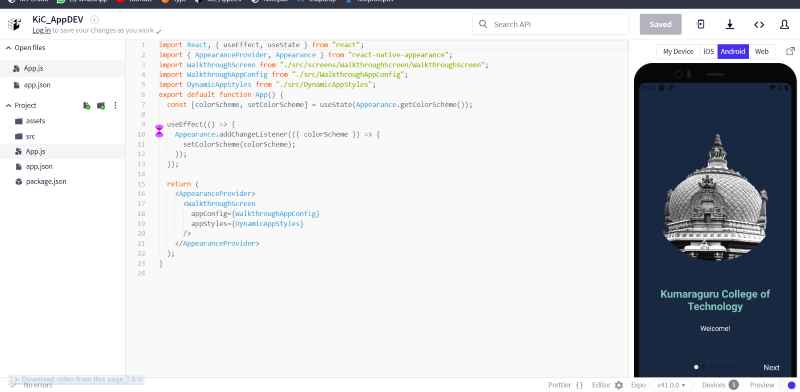 KiC_AppDEV
Log in to save your changes as you work
Search API
Saved
Open files
App.js
app.json
Project
assets
src
App.js
app.json
package.json
1 import React, { useEffect, useState } from "react";
2 import { AppearanceProvider, Appearance } from "react-native-appearance";
3 import WalkthroughScreen from "./src/screens/WalkthroughScreen/WalkthroughScreen";
4 import WalkthroughAppConfig from "./src/WalkthroughAppConfig";
5 import DynamicAppStyles from "./src/DynamicAppStyles";
6 export default function App() {
7 const [colorScheme, setColorScheme] = useState(Appearance.getColorScheme());
8
9 useEffect(() => {
10 Appearance.addChangeListener(({ colorScheme }) => {
11 setColorScheme(colorScheme);
12 });
13 });
14
15 return (
16 <AppearanceProvider>
17 <WalkthroughScreen
18 appConfig={WalkthroughAppConfig}
19 appStyles={DynamicAppStyles}
20 />
21 </AppearanceProvider>
22 );
23 }
My Device iOS Android Web
Kumaraguru College of
Technology
Welcome!
Next
No errors
Prettier {} Editor Expo v41.0.0 Devices 1 Preview